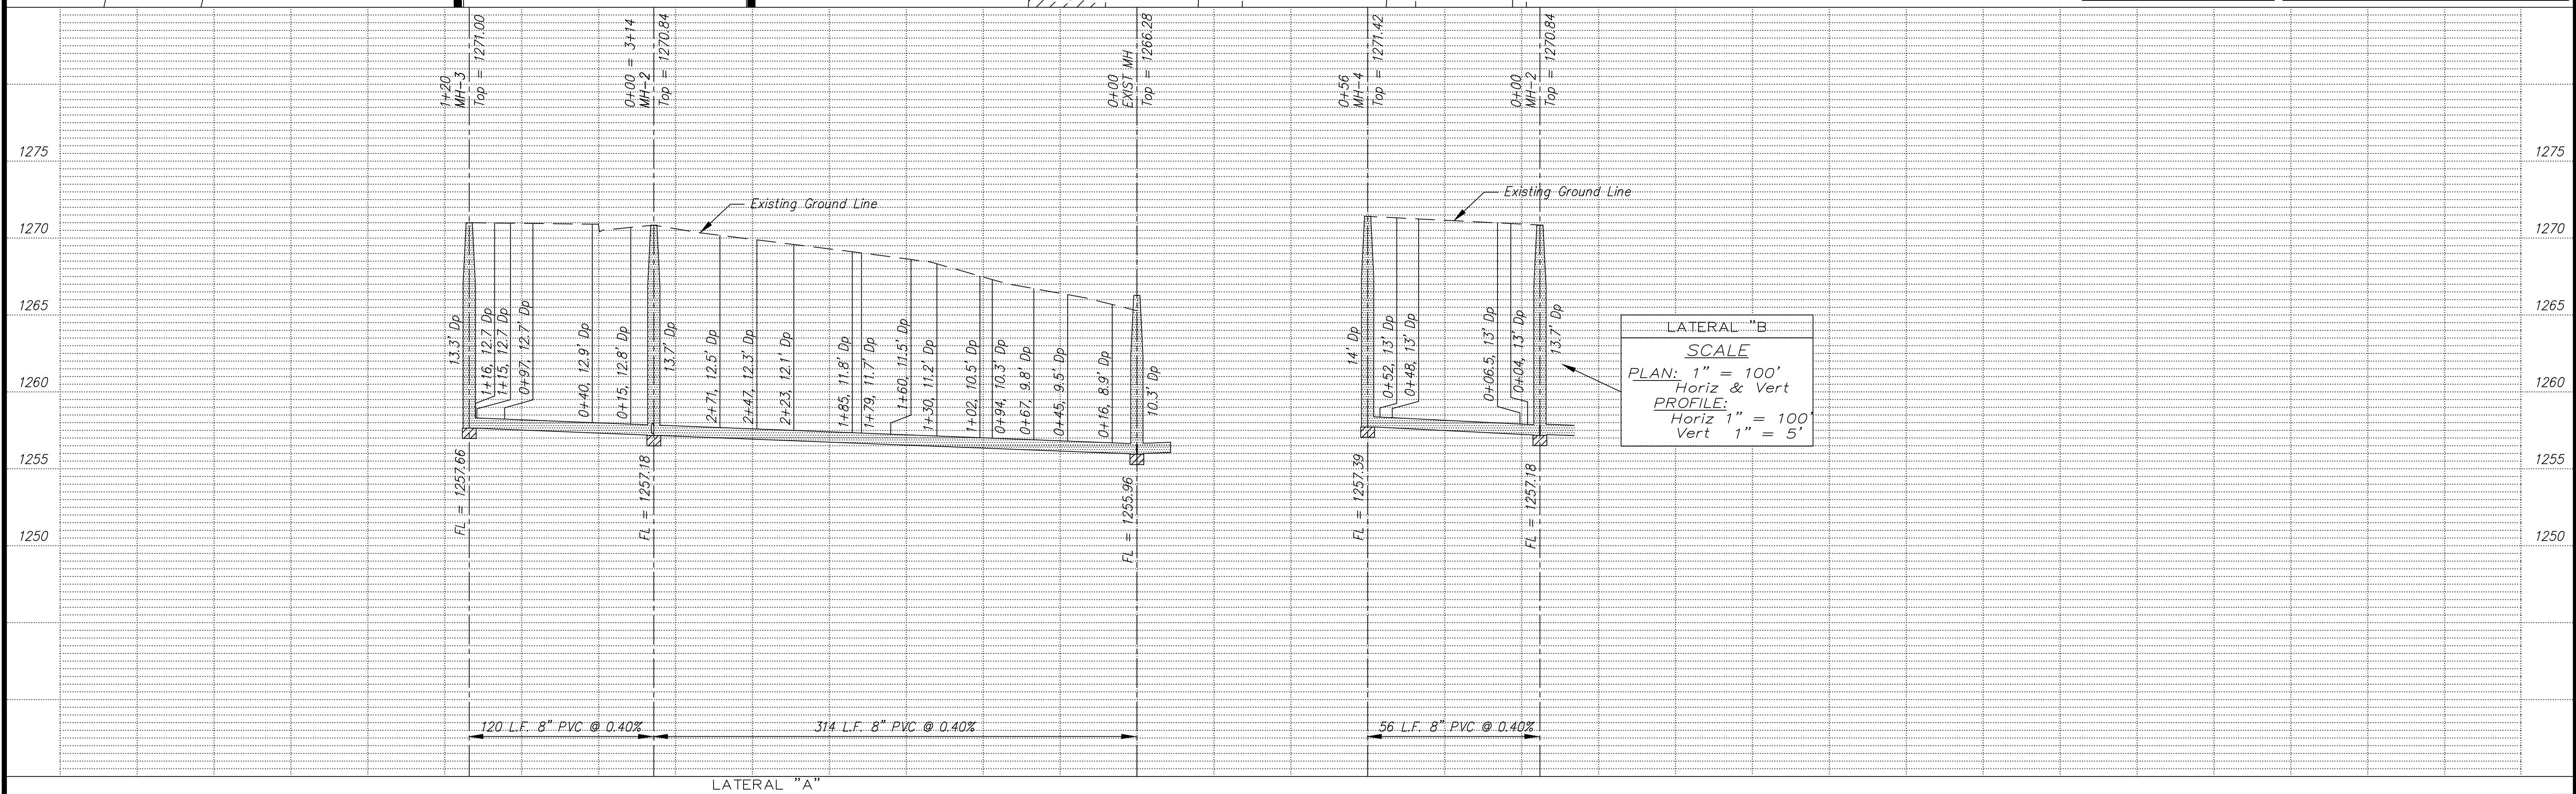 1+20
MH-3
Top = 1271.00
0+00 = 3+14
MH-2
Top = 1270.84
0+00
EXIST MH
Top = 1266.28
0+56
MH-4
Top = 1271.42
0+00
MH-2
Top = 1270.84
1275
1275
Existing Ground Line
Existing Ground Line
1270
1270
1265
1265
13.3' Dp
1+16, 12.7 Dp
1+15, 12.7 Dp
0+97, 12.7' Dp
0+40, 12.9' Dp
0+15, 12.8' Dp
13.7' Dp
2+71, 12.5' Dp
2+47, 12.3' Dp
2+23, 12.1' Dp
1+85, 11.8' Dp
1+79, 11.7' Dp
1+60, 11.5' Dp
1+30, 11.2' Dp
1+02, 10.5' Dp
0+94, 10.3' Dp
0+67, 9.8' Dp
0+45, 9.5' Dp
0+16, 8.9' Dp
10.3' Dp
14' Dp
0+52, 13' Dp
0+48, 13' Dp
0+06.5, 13' Dp
0+04, 13' Dp
13.7' Dp
LATERAL "B
SCALE
PLAN: 1" = 100'
Horiz & Vert
PROFILE:
Horiz 1" = 100'
Vert 1" = 5'
1260
1260
1255
1255
FL = 1257.66
FL = 1257.18
FL = 1255.96
FL = 1257.39
FL = 1257.18
1250
1250
120 L.F. 8" PVC @ 0.40%
314 L.F. 8" PVC @ 0.40%
56 L.F. 8" PVC @ 0.40%
LATERAL "A"